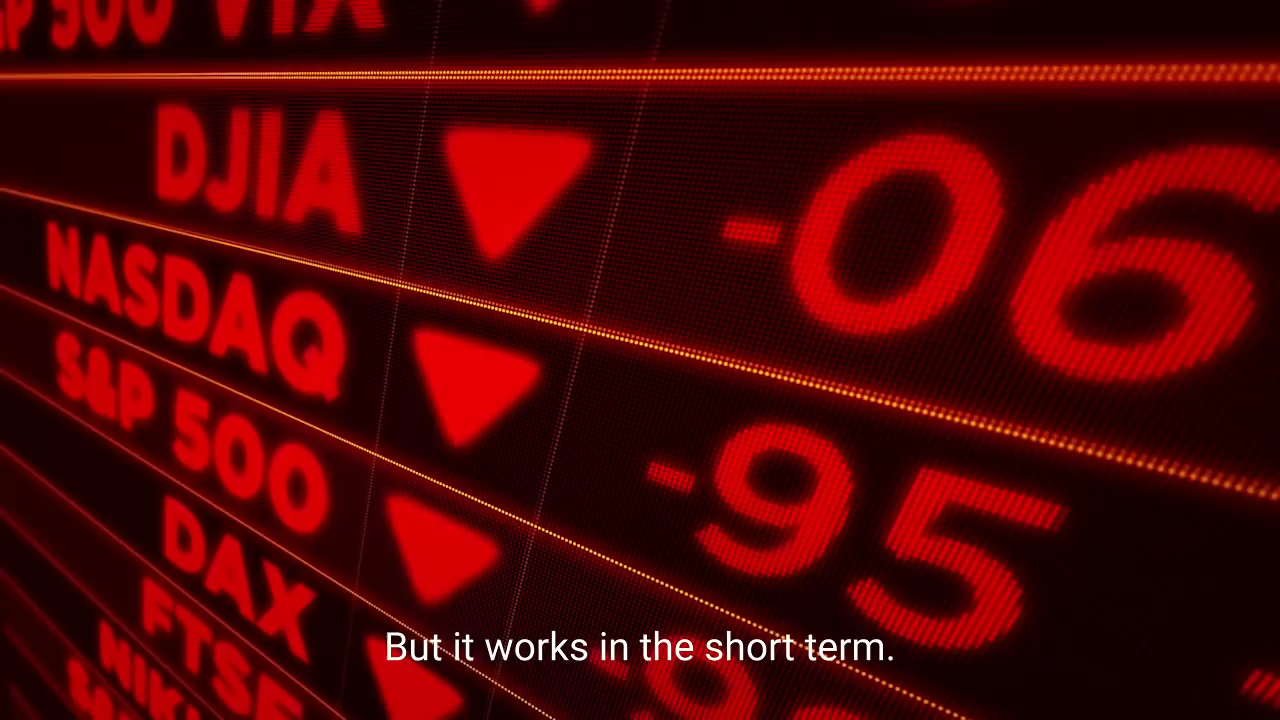 S&P 500 VIX
DJIA -06
NASDAQ -95
S&P 500
DAX
FTSE
But it works in the short term.